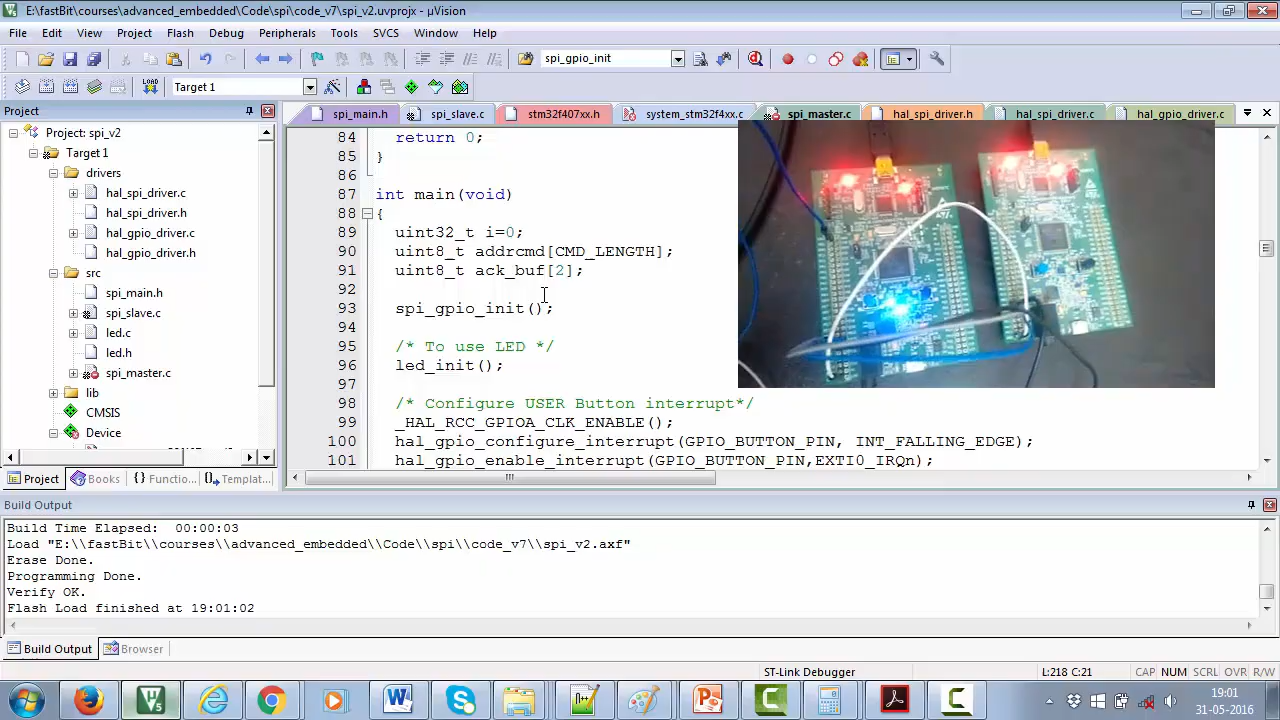 E:\fastBit\courses\advanced_embedded\Code\spi\code_v7\spi_v2.uvprojx - µVision
File Edit View Project Flash Debug Peripherals Tools SVCS Window Help
spi_gpio_init
LOAD Target 1
Project
spi_main.h spi_slave.c stm32f407xx.h system_stm32f4xx.c spi_master.c hal_spi_driver.h hal_spi_driver.c hal_gpio_driver.c
Project: spi_v2
Target 1
drivers
hal_spi_driver.c
hal_spi_driver.h
hal_gpio_driver.c
hal_gpio_driver.h
src
spi_main.h
spi_slave.c
led.c
led.h
spi_master.c
lib
CMSIS
Device
Project Books Functio... Templat...
84 return 0;
85 }
86
87 int main(void)
88 {
89 uint32_t i=0;
90 uint8_t addrcmd[CMD_LENGTH];
91 uint8_t ack_buf[2];
92
93 spi_gpio_init();
94
95 /* To use LED */
96 led_init();
97
98 /* Configure USER Button interrupt*/
99 _HAL_RCC_GPIOA_CLK_ENABLE();
100 hal_gpio_configure_interrupt(GPIO_BUTTON_PIN, INT_FALLING_EDGE);
101 hal_gpio_enable_interrupt(GPIO_BUTTON_PIN,EXTI0_IRQn);
Build Output
Build Time Elapsed: 00:00:03
Load "E:\\fastBit\\courses\\advanced_embedded\\Code\\spi\\code_v7\\spi_v2.axf"
Erase Done.
Programming Done.
Verify OK.
Flash Load finished at 19:01:02
Build Output Browser
ST-Link Debugger L:218 C:21 CAP NUM SCRL OVR R/W
19:01
31-05-2016